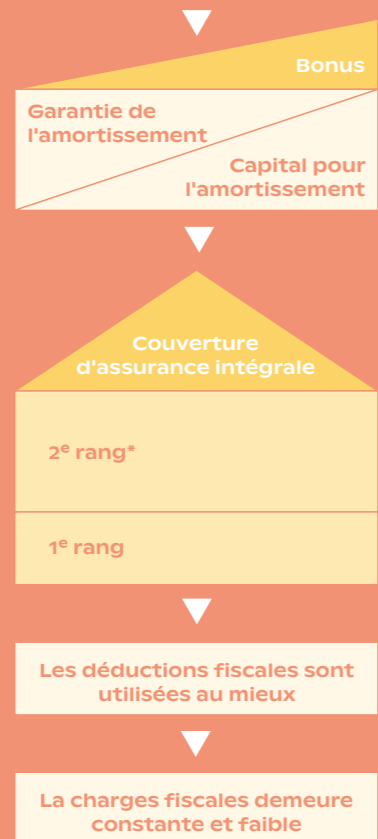 Bonus
Garantie de
l'amortissement
Capital pour
l'amortissement
Couverture
d'assurance intégrale
2e rang*
1e rang
Les déductions fiscales sont
utilisées au mieux
La charges fiscales demeure
constante et faible